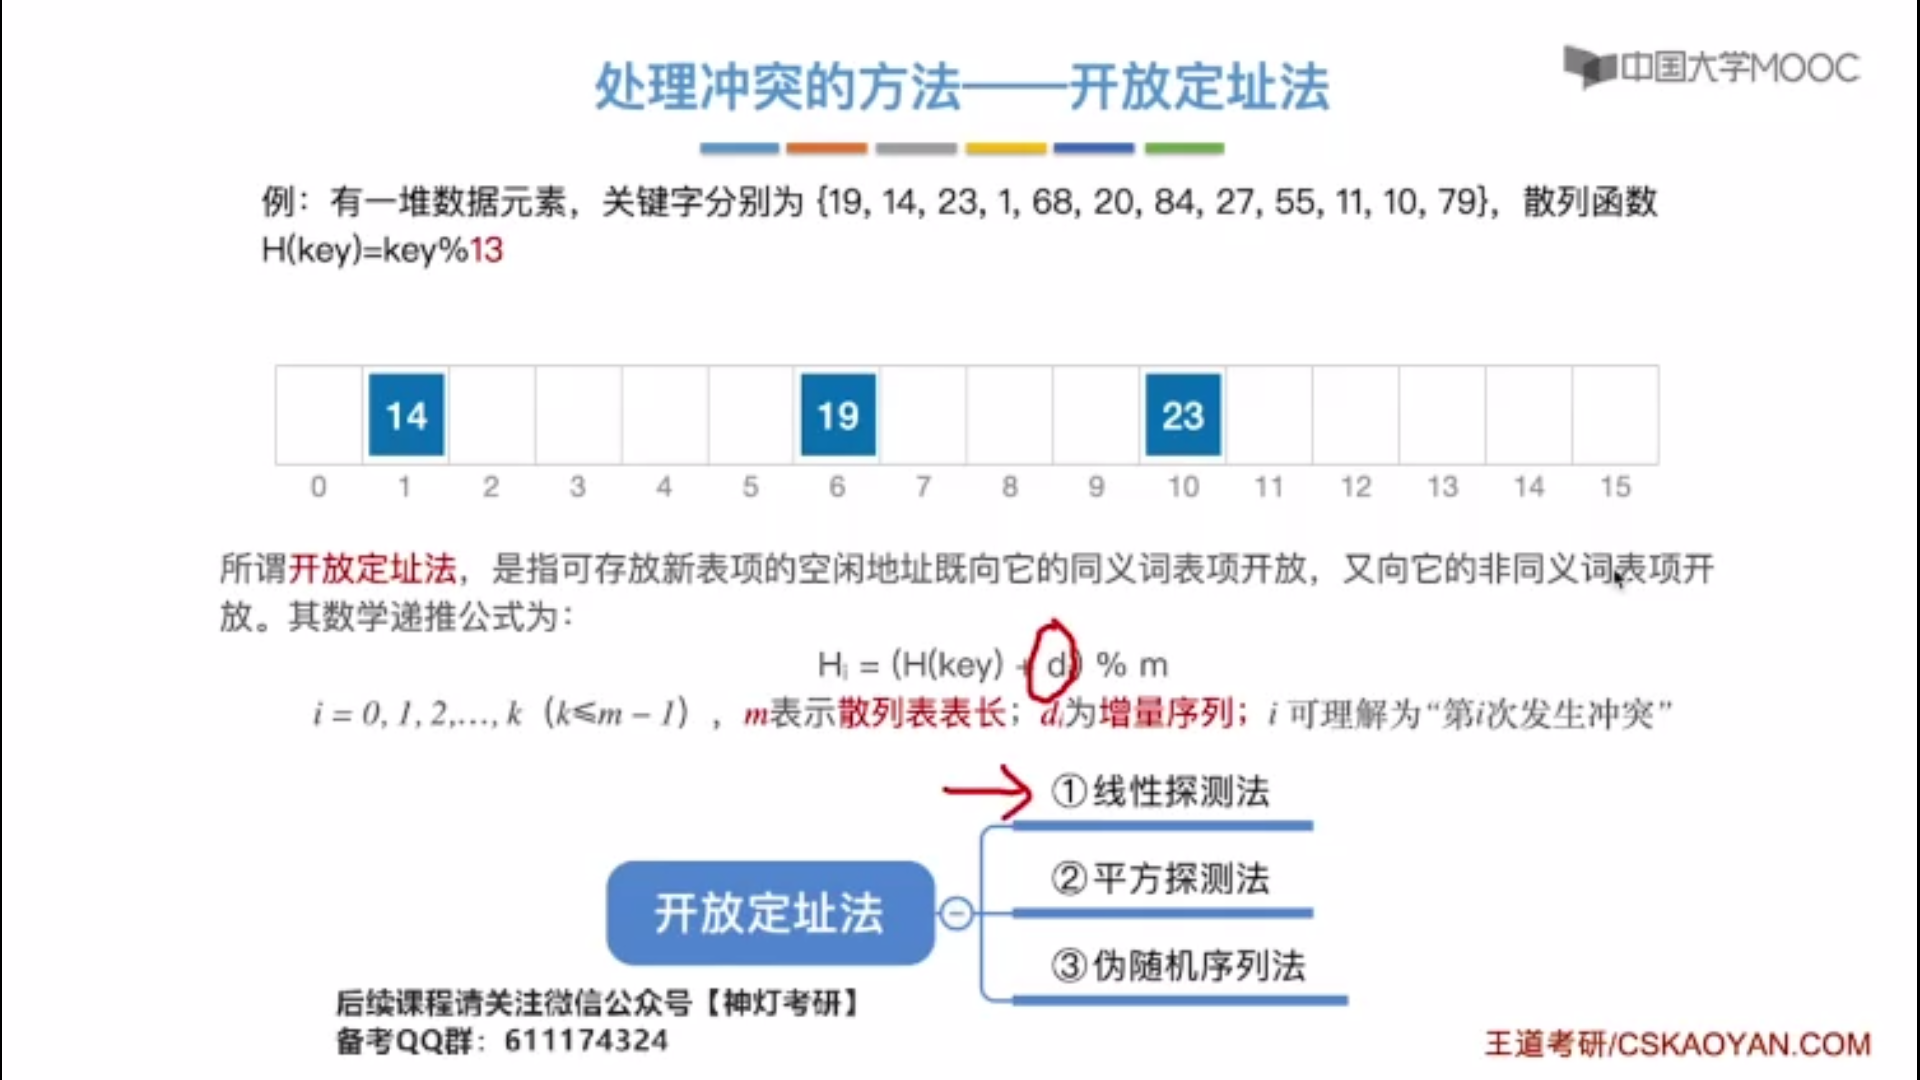 处理冲突的方法——开放定址法
中国大学MOOC
例：有一堆数据元素，关键字分别为 {19, 14, 23, 1, 68, 20, 84, 27, 55, 11, 10, 79}，散列函数
H(key)=key%13
14 19 23
0 1 2 3 4 5 6 7 8 9 10 11 12 13 14 15
所谓开放定址法，是指可存放新表项的空闲地址既向它的同义词表项开放，又向它的非同义词表项开
放。其数学递推公式为：
Hᵢ = (H(key) + dᵢ) % m
i = 0, 1, 2,…, k（k≤m − 1），m表示散列表表长；dᵢ为增量序列；i 可理解为“第i次发生冲突”
①线性探测法
②平方探测法
开放定址法
③伪随机序列法
后续课程请关注微信公众号【神灯考研】
备考QQ群：611174324
王道考研/CSKAOYAN.COM